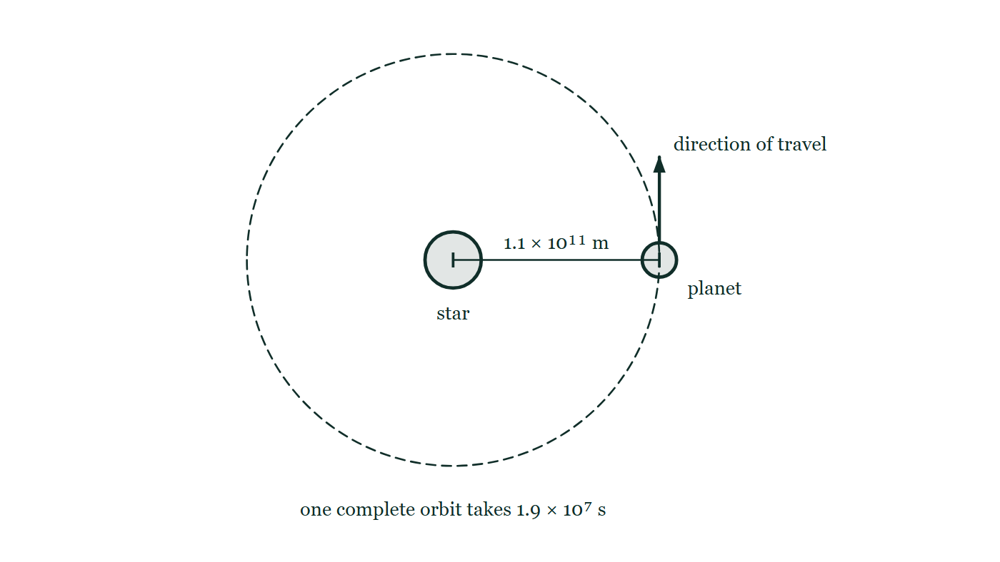 direction of travel
1.1 × 10¹¹ m
planet
star
one complete orbit takes 1.9 × 10⁷ s